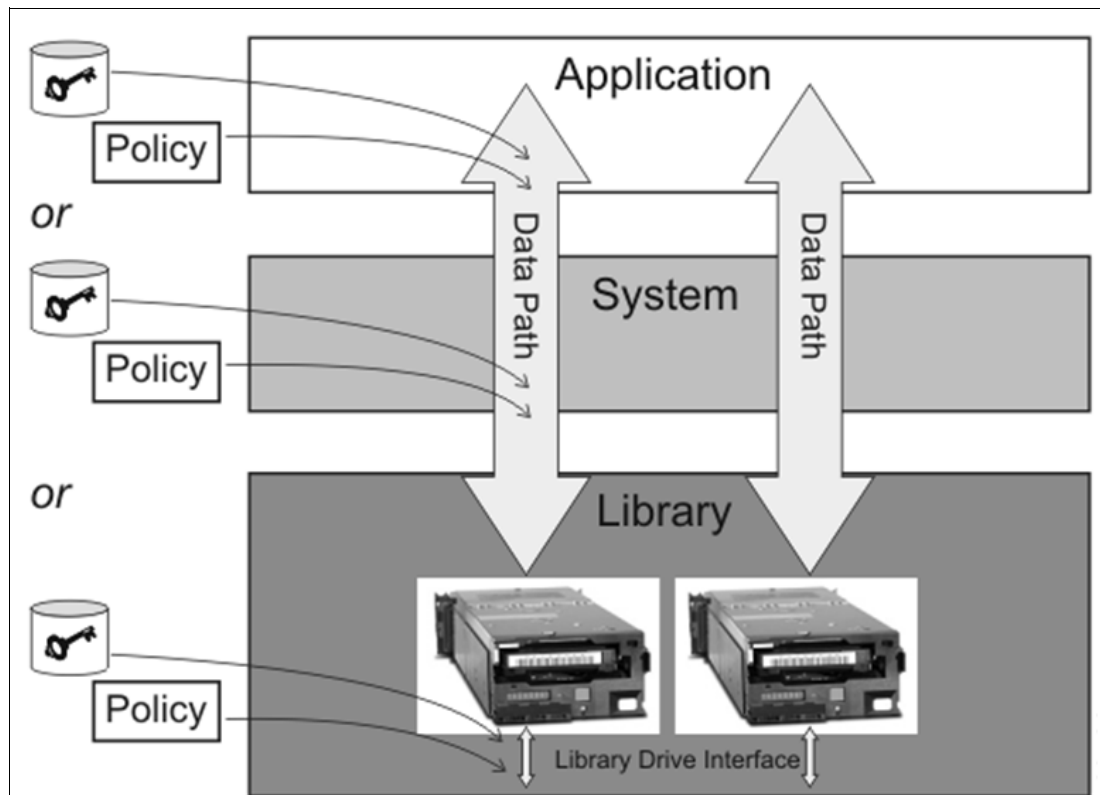 Application
Policy
or
Data Path
Data Path
System
Policy
or
Library
Policy
Library Drive Interface